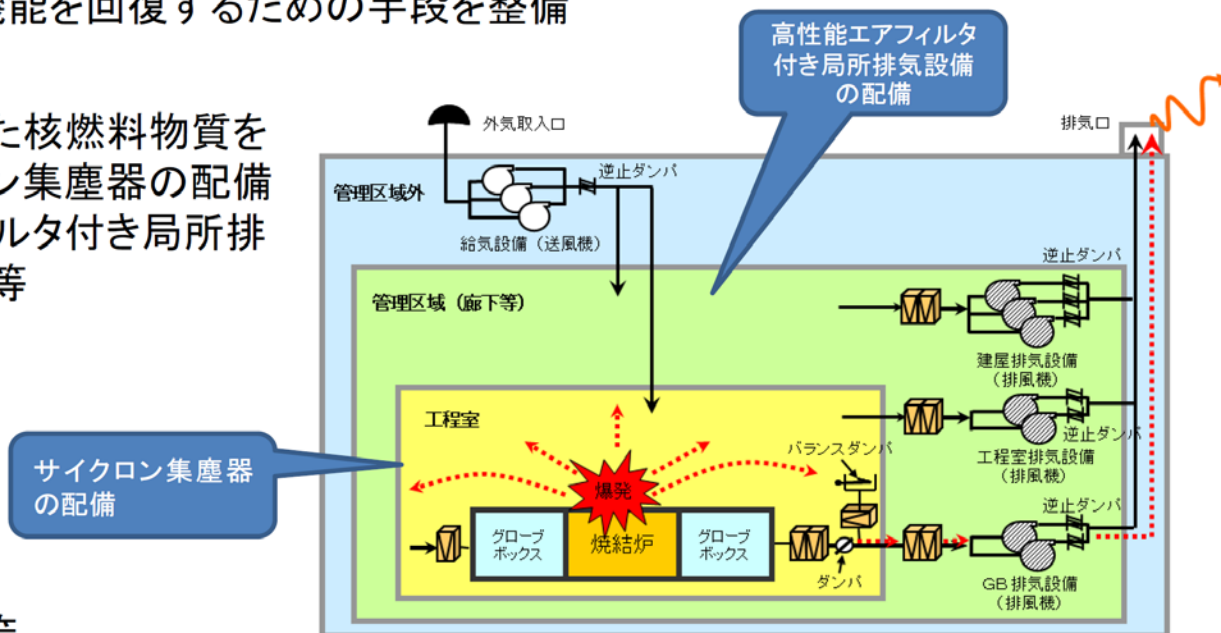 機能を回復するための手段を整備
た核燃料物質を
ン集塵器の配備
ルタ付き局所排
等
高性能エアフィルタ
付き局所排気設備
の配備
外気取入口
排気口
逆止ダンパ
管理区域外
給気設備（送風機）
逆止ダンパ
管理区域（廊下等）
建屋排気設備
（排風機）
工程室
逆止ダンパ
バランスダンパ
工程室排気設備
（排風機）
サイクロン集塵器
の配備
爆発
逆止ダンパ
グローブ
ボックス
焼結炉
グローブ
ボックス
ダンパ
GB排気設備
（排風機）